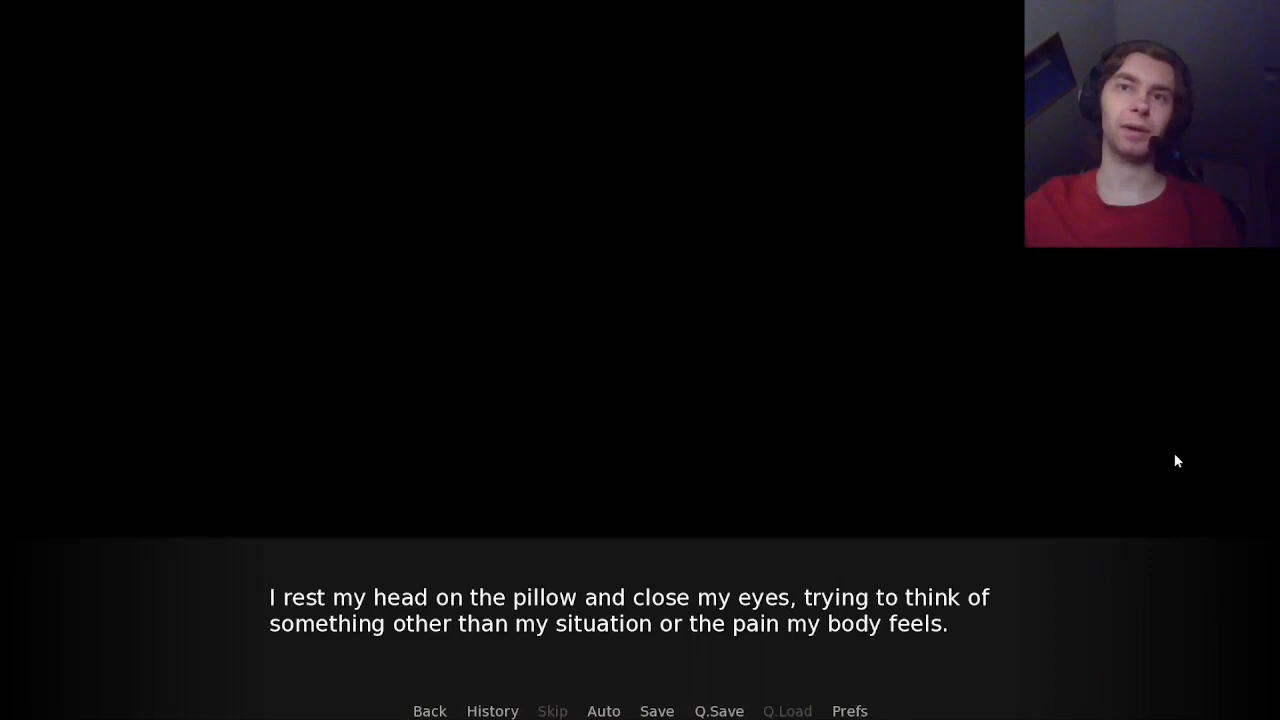 I rest my head on the pillow and close my eyes, trying to think of
something other than my situation or the pain my body feels.
Back History Skip Auto Save Q.Save Q.Load Prefs